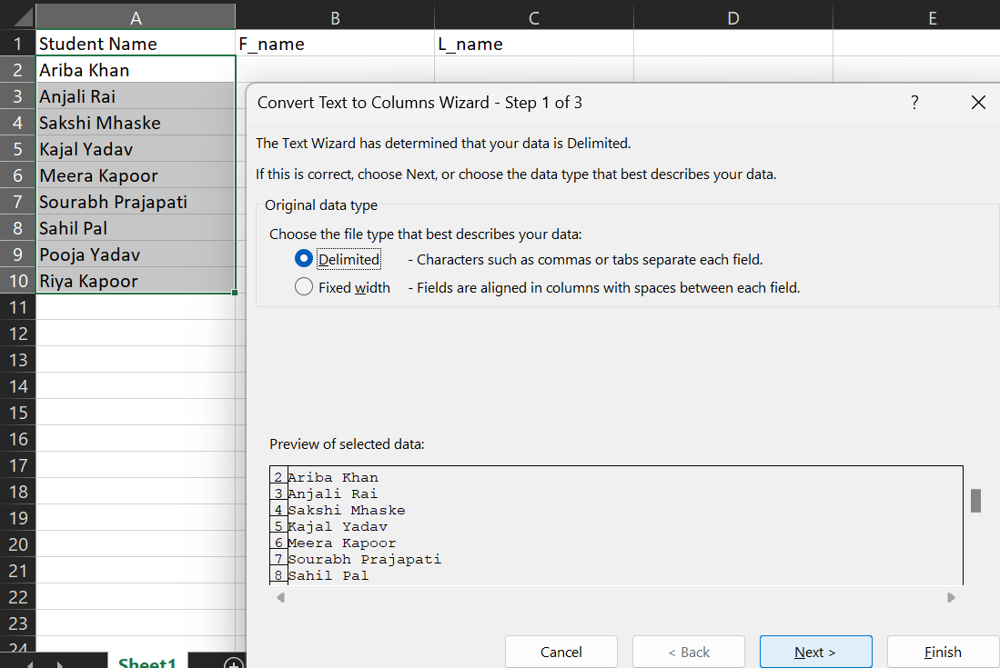 A B C D E
1 Student Name F_name L_name
2 Ariba Khan
3 Anjali Rai
4 Sakshi Mhaske
5 Kajal Yadav
6 Meera Kapoor
7 Sourabh Prajapati
8 Sahil Pal
9 Pooja Yadav
10 Riya Kapoor
11
12
13
14
15
16
17
18
19
20
21
22
23
24
Sheet1
Convert Text to Columns Wizard - Step 1 of 3 ?
The Text Wizard has determined that your data is Delimited.
If this is correct, choose Next, or choose the data type that best describes your data.
Original data type
Choose the file type that best describes your data:
Delimited - Characters such as commas or tabs separate each field.
Fixed width - Fields are aligned in columns with spaces between each field.
Preview of selected data:
2 Ariba Khan
3 Anjali Rai
4 Sakshi Mhaske
5 Kajal Yadav
6 Meera Kapoor
7 Sourabh Prajapati
8 Sahil Pal
Cancel < Back Next > Finish